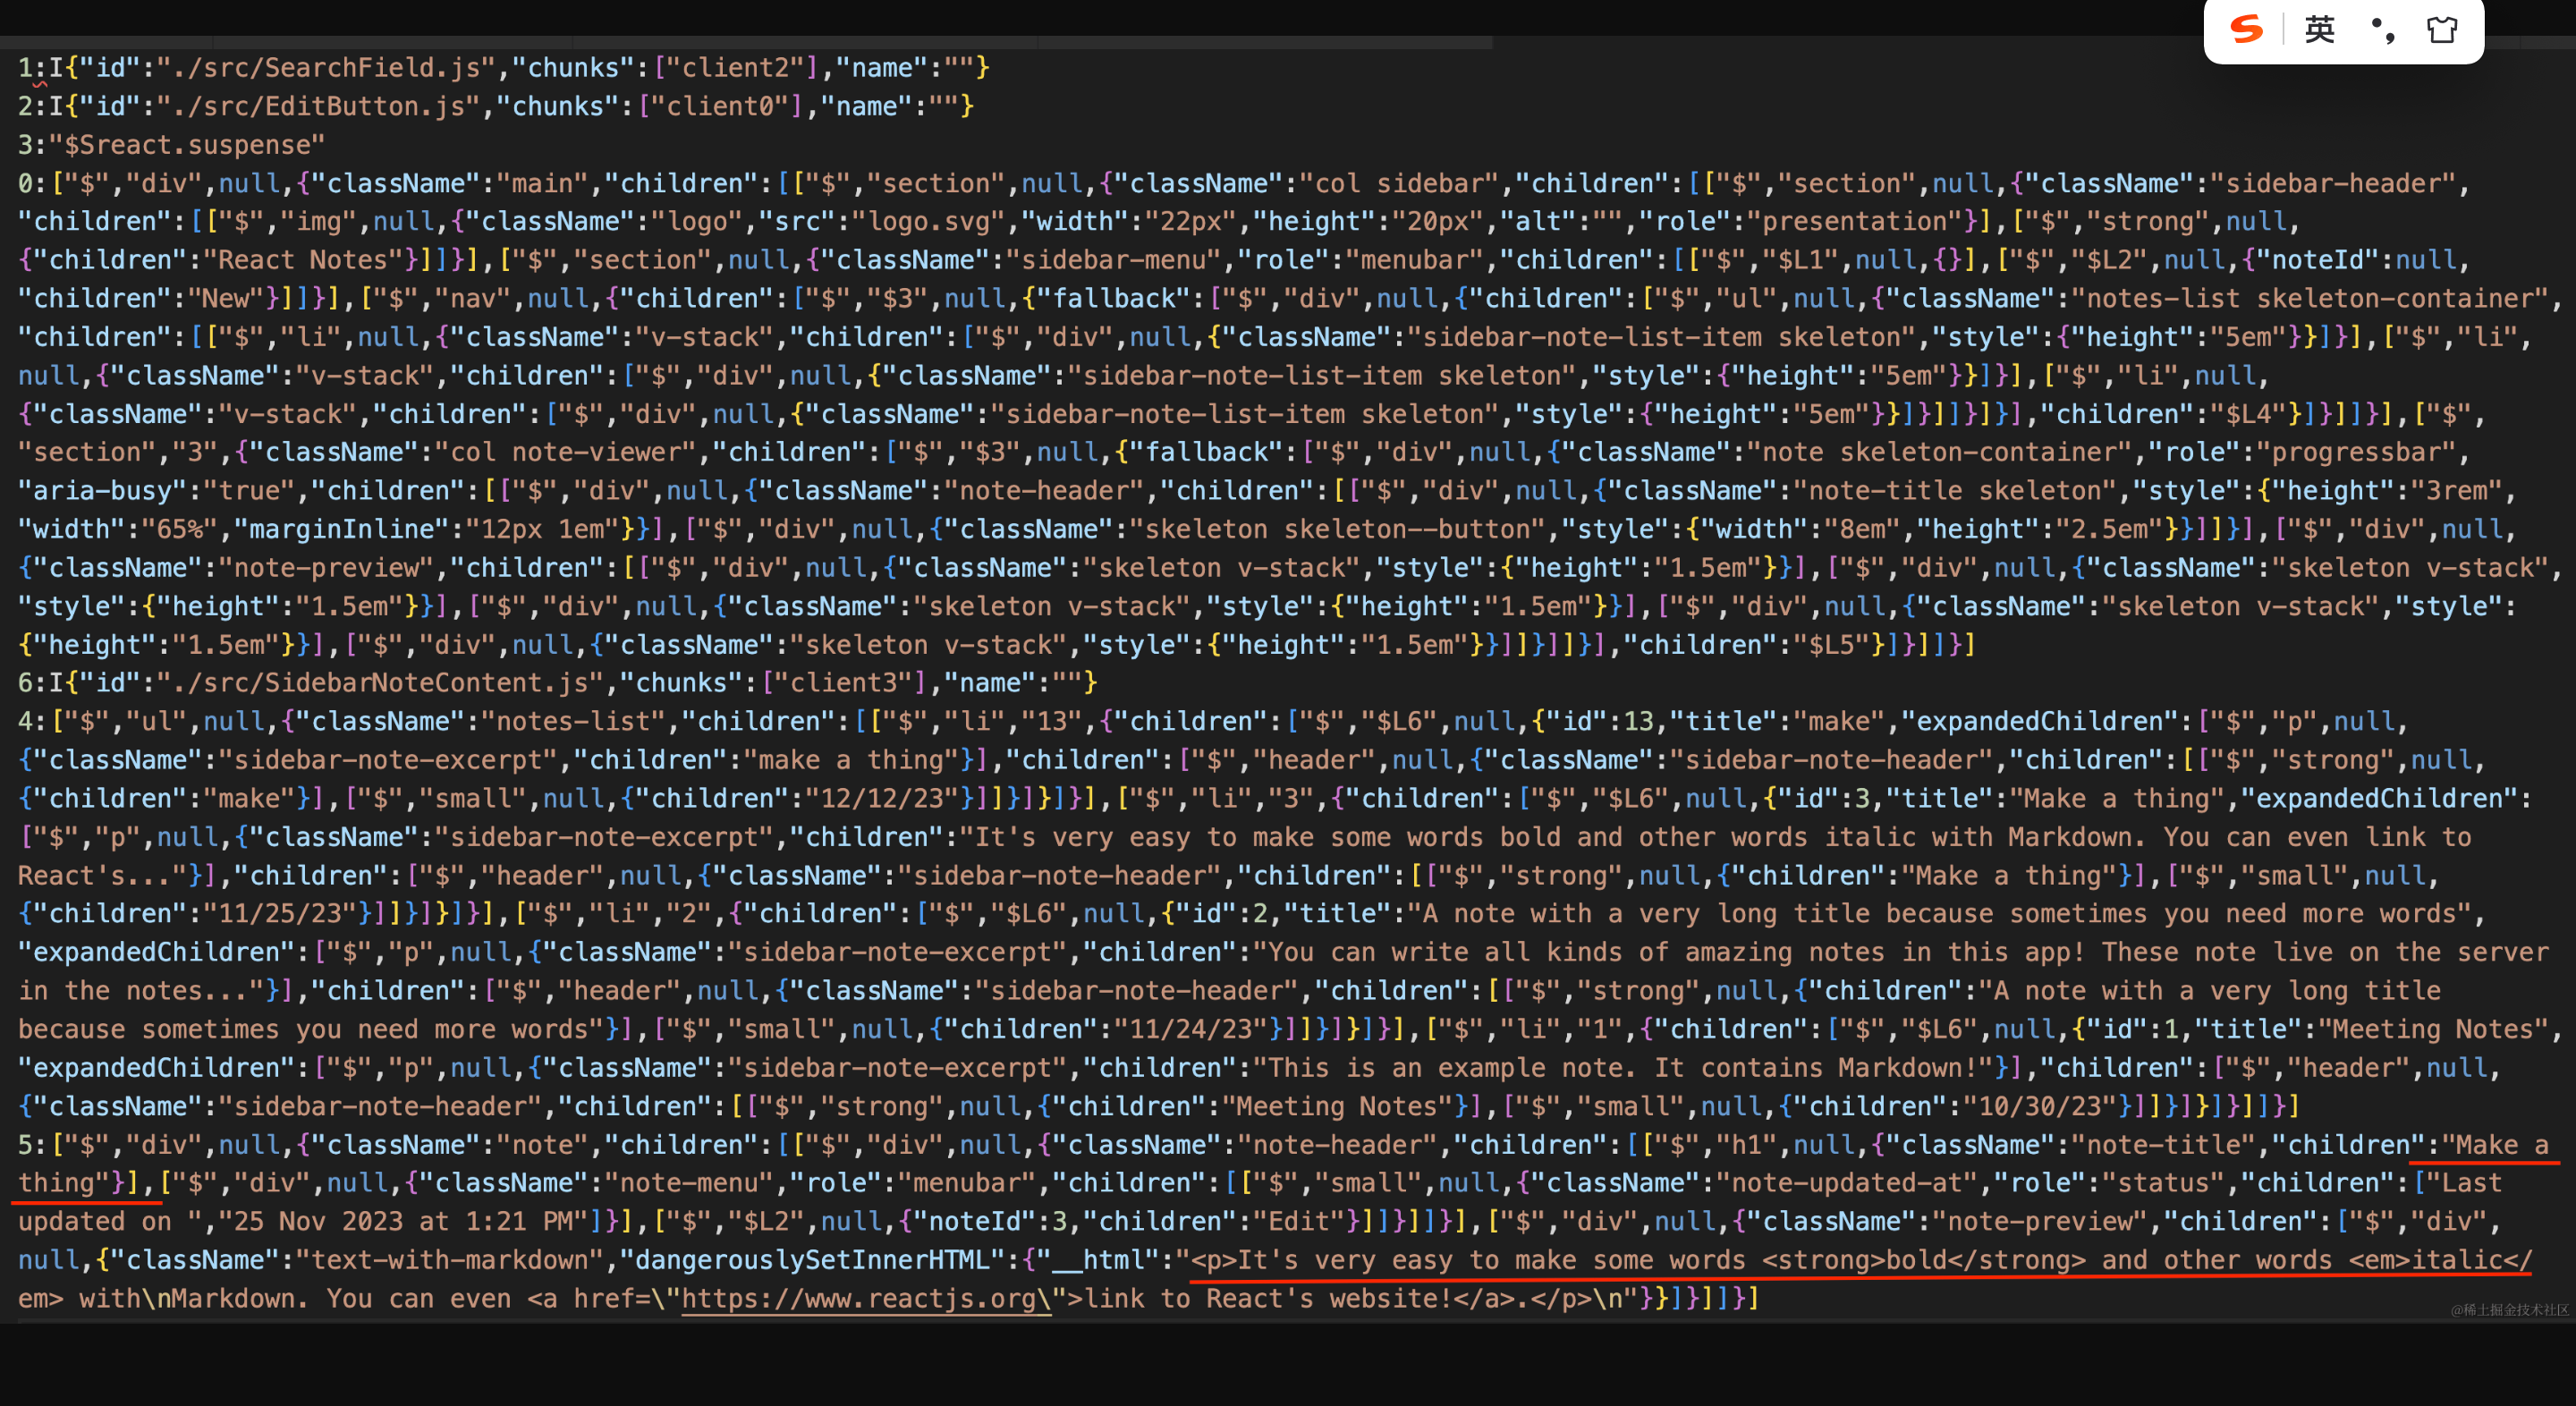 英
1:I{"id":"./src/SearchField.js","chunks":["client2"],"name":""}
2:I{"id":"./src/EditButton.js","chunks":["client0"],"name":""}
3:"$Sreact.suspense"
0:["$","div",null,{"className":"main","children":[["$","section",null,{"className":"col sidebar","children":[["$","section",null,{"className":"sidebar-header",
"children":[["$","img",null,{"className":"logo","src":"logo.svg","width":"22px","height":"20px","alt":"","role":"presentation"}],["$","strong",null,
{"children":"React Notes"}]]}],["$","section",null,{"className":"sidebar-menu","role":"menubar","children":[["$","$L1",null,{}],["$","$L2",null,{"noteId":null,
"children":"New"}]]}],["$","nav",null,{"children":["$","$3",null,{"fallback":["$","div",null,{"children":["$","ul",null,{"className":"notes-list skeleton-container",
"children":[["$","li",null,{"className":"v-stack","children":["$","div",null,{"className":"sidebar-note-list-item skeleton","style":{"height":"5em"}}]}],["$","li",
null,{"className":"v-stack","children":["$","div",null,{"className":"sidebar-note-list-item skeleton","style":{"height":"5em"}}]}],["$","li",null,
{"className":"v-stack","children":["$","div",null,{"className":"sidebar-note-list-item skeleton","style":{"height":"5em"}}]}]]}]}],"children":"$L4"}]}]]}],["$",
"section","3",{"className":"col note-viewer","children":["$","$3",null,{"fallback":["$","div",null,{"className":"note skeleton-container","role":"progressbar",
"aria-busy":"true","children":[["$","div",null,{"className":"note-header","children":[["$","div",null,{"className":"note-title skeleton","style":{"height":"3rem",
"width":"65%","marginInline":"12px 1em"}}],["$","div",null,{"className":"skeleton skeleton--button","style":{"width":"8em","height":"2.5em"}}]]}],["$","div",null,
{"className":"note-preview","children":[["$","div",null,{"className":"skeleton v-stack","style":{"height":"1.5em"}}],["$","div",null,{"className":"skeleton v-stack",
"style":{"height":"1.5em"}}],["$","div",null,{"className":"skeleton v-stack","style":{"height":"1.5em"}}],["$","div",null,{"className":"skeleton v-stack","style":
{"height":"1.5em"}}],["$","div",null,{"className":"skeleton v-stack","style":{"height":"1.5em"}}]]}]]}],"children":"$L5"}]}]]}]
6:I{"id":"./src/SidebarNoteContent.js","chunks":["client3"],"name":""}
4:["$","ul",null,{"className":"notes-list","children":[["$","li","13",{"children":["$","$L6",null,{"id":13,"title":"make","expandedChildren":["$","p",null,
{"className":"sidebar-note-excerpt","children":"make a thing"}],"children":["$","header",null,{"className":"sidebar-note-header","children":[["$","strong",null,
{"children":"make"}],["$","small",null,{"children":"12/12/23"}]]}]}]}],["$","li","3",{"children":["$","$L6",null,{"id":3,"title":"Make a thing","expandedChildren":
["$","p",null,{"className":"sidebar-note-excerpt","children":"It's very easy to make some words bold and other words italic with Markdown. You can even link to
React's..."}],"children":["$","header",null,{"className":"sidebar-note-header","children":[["$","strong",null,{"children":"Make a thing"}],["$","small",null,
{"children":"11/25/23"}]]}]}]}],["$","li","2",{"children":["$","$L6",null,{"id":2,"title":"A note with a very long title because sometimes you need more words",
"expandedChildren":["$","p",null,{"className":"sidebar-note-excerpt","children":"You can write all kinds of amazing notes in this app! These note live on the server
in the notes..."}],"children":["$","header",null,{"className":"sidebar-note-header","children":[["$","strong",null,{"children":"A note with a very long title
because sometimes you need more words"}],["$","small",null,{"children":"11/24/23"}]]}]}]}],["$","li","1",{"children":["$","$L6",null,{"id":1,"title":"Meeting Notes",
"expandedChildren":["$","p",null,{"className":"sidebar-note-excerpt","children":"This is an example note. It contains Markdown!"}],"children":["$","header",null,
{"className":"sidebar-note-header","children":[["$","strong",null,{"children":"Meeting Notes"}],["$","small",null,{"children":"10/30/23"}]]}]}]}]]}]
5:["$","div",null,{"className":"note","children":[["$","div",null,{"className":"note-header","children":[["$","h1",null,{"className":"note-title","children":"Make a
thing"}],["$","div",null,{"className":"note-menu","role":"menubar","children":[["$","small",null,{"className":"note-updated-at","role":"status","children":["Last
updated on ","25 Nov 2023 at 1:21 PM"]}],["$","$L2",null,{"noteId":3,"children":"Edit"}]]}]]}],["$","div",null,{"className":"note-preview","children":["$","div",
null,{"className":"text-with-markdown","dangerouslySetInnerHTML":{"__html":"<p>It's very easy to make some words <strong>bold</strong> and other words <em>italic</
em> with\nMarkdown. You can even <a href=\"https://www.reactjs.org\">link to React's website!</a>.</p>\n"}}]}]]}]
@稀土掘金技术社区